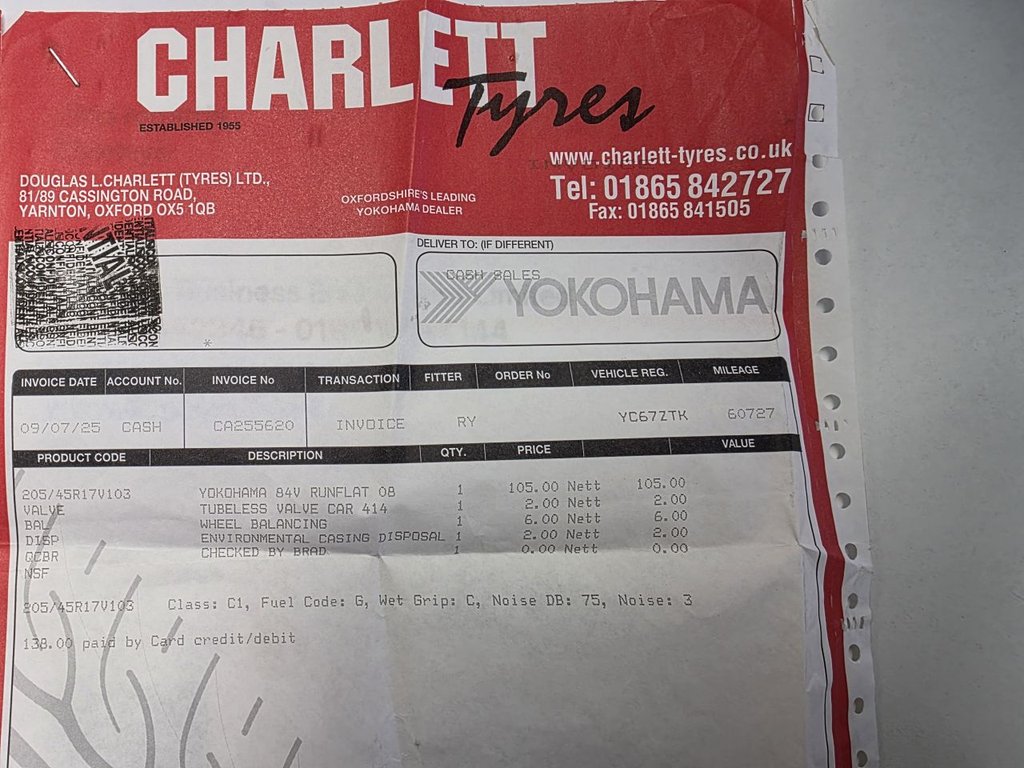 CHARLETT
Tyres
ESTABLISHED 1955
www.charlett-tyres.co.uk
DOUGLAS L.CHARLETT (TYRES) LTD.,
81/89 CASSINGTON ROAD,
YARNTON, OXFORD OX5 1QB
OXFORDSHIRE'S LEADING
YOKOHAMA DEALER
Tel: 01865 842727
Fax: 01865 841505
DELIVER TO: (IF DIFFERENT)
CASH SALES
YOKOHAMA
*
INVOICE DATE ACCOUNT No. INVOICE No TRANSACTION FITTER ORDER No VEHICLE REG. MILEAGE
09/07/25 CASH CA255620 INVOICE RY YC67ZTK 60727
PRODUCT CODE DESCRIPTION QTY. PRICE VALUE
205/45R17V103 YOKOHAMA 84V RUNFLAT 08 1 105.00 Nett 105.00
VALVE TUBELESS VALVE CAR 414 1 2.00 Nett 2.00
BAL WHEEL BALANCING 1 6.00 Nett 6.00
DISP ENVIRONMENTAL CASING DISPOSAL 1 2.00 Nett 2.00
QCBR CHECKED BY BRAD 1 0.00 Nett 0.00
NSF
205/45R17V103 Class: C1, Fuel Code: G, Wet Grip: C, Noise DB: 75, Noise: 3
138.00 paid by Card credit/debit